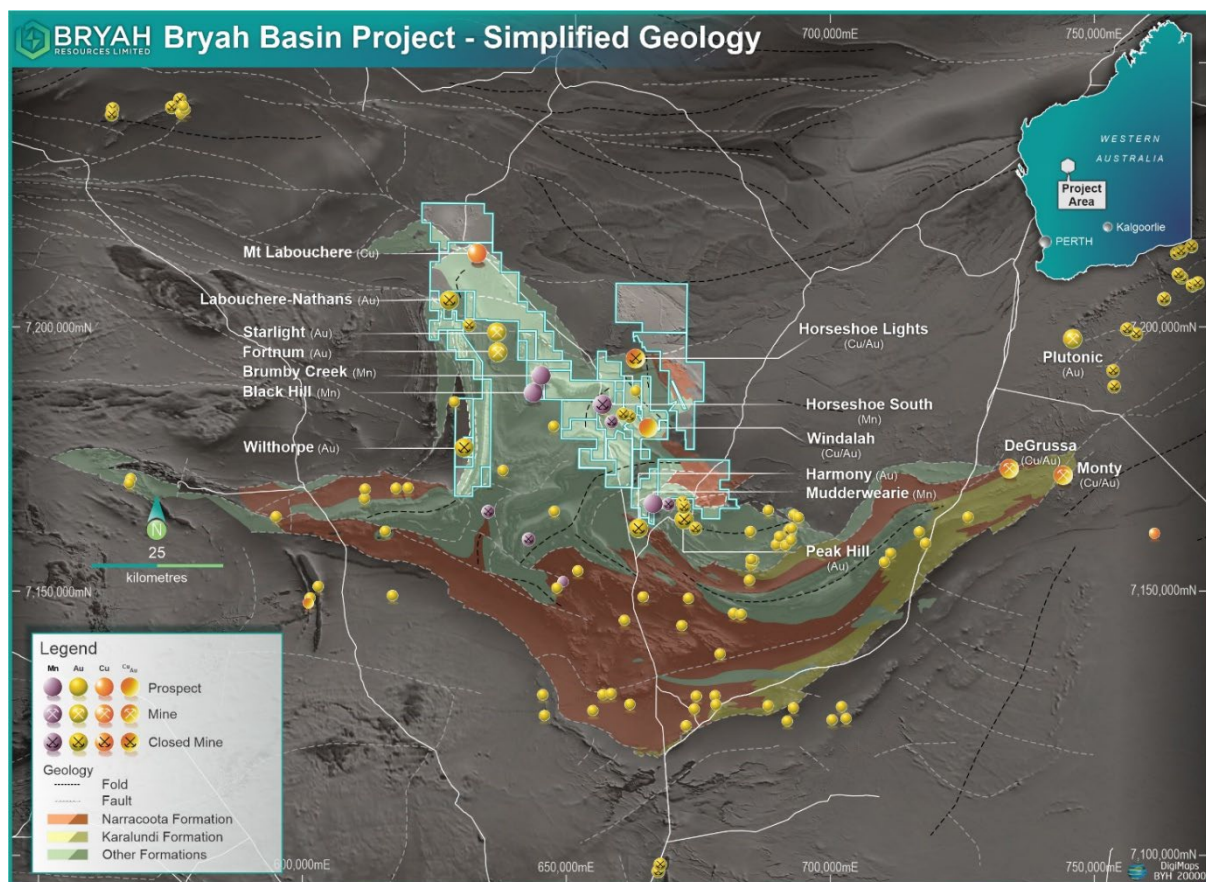 BRYAH
RESOURCES LIMITED
Bryah Basin Project - Simplified Geology
700,000mE
750,000mE
WESTERN
AUSTRALIA
Project
Area
Kalgoorlie
PERTH
Mt Labouchere (Cu)
Labouchere-Nathans (Au)
7,200,000mN
Starlight (Au)
Fortnum (Au)
Brumby Creek (Mn)
Black Hill (Mn)
Wilthorpe (Au)
Horseshoe Lights
(Cu/Au)
7,200,000mN
Plutonic
(Au)
Horseshoe South
(Mn)
Windalah
(Cu/Au)
Harmony (Au)
Mudderwearie (Mn)
DeGrussa
(Cu/Au)
Monty
(Cu/Au)
Peak Hill
(Au)
N
25
kilometres
7,150,000mN
7,150,000mN
Legend
Mn Au Cu Cu Au
Prospect
Mine
Closed Mine
Geology
Fold
Fault
Narracoota Formation
Karalundi Formation
Other Formations
600,000mE
650,000mE
700,000mE
750,000mE
7,100,000mN
DigiMaps
BYH 20000